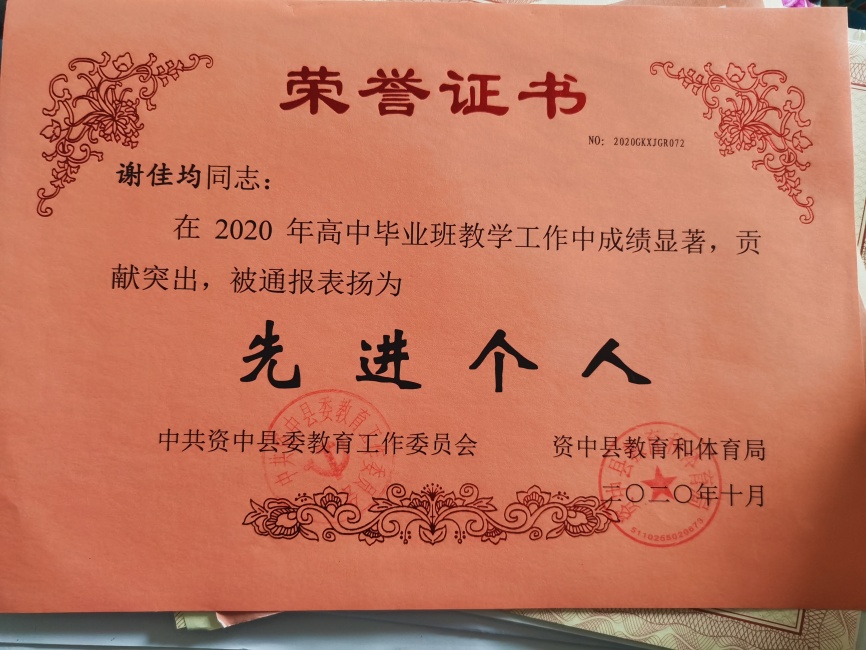 荣誉证书
NO: 2020GKXJGR072
谢佳均同志：
在 2020 年高中毕业班教学工作中成绩显著，贡
献突出，被通报表扬为
先进个人
中共资中县委教育工作委员会 资中县教育和体育局
二〇二〇年十月